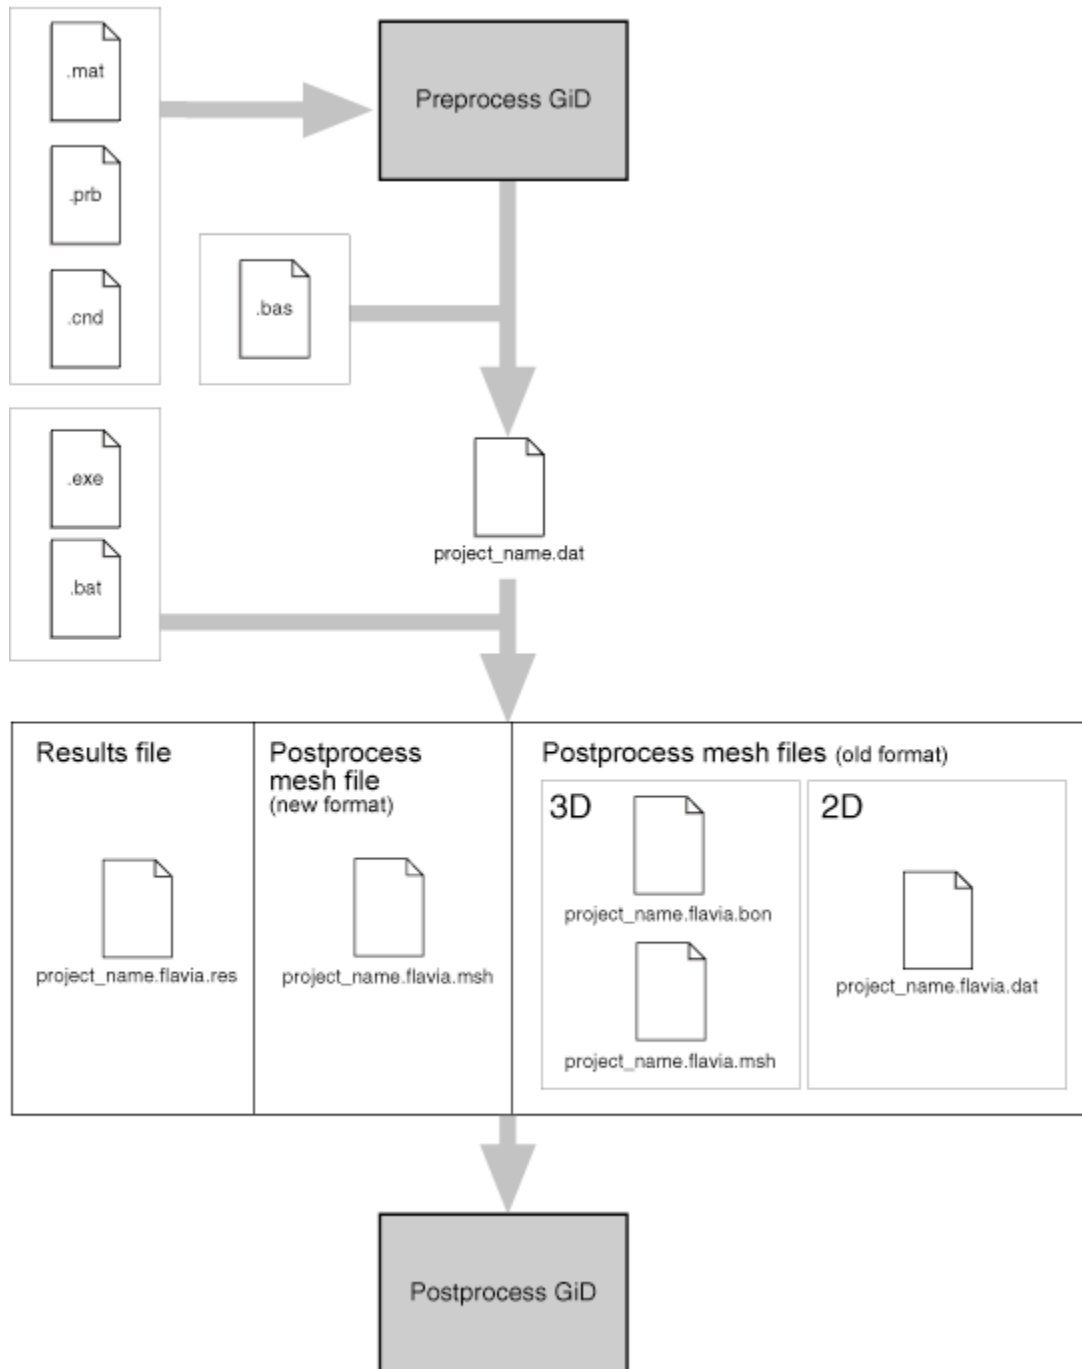 .mat
Preprocess GiD
.prb
.cnd
.bas
.exe
project_name.dat
.bat
Results file
Postprocess
mesh file
(new format)
Postprocess mesh files (old format)
3D
2D
project_name.flavia.res
project_name.flavia.msh
project_name.flavia.bon
project_name.flavia.msh
project_name.flavia.dat
Postprocess GiD